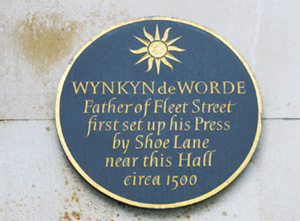 WYNKYN de WORDE
Father of Fleet Street
first set up his Press
by Shoe Lane
near this Hall
circa 1500